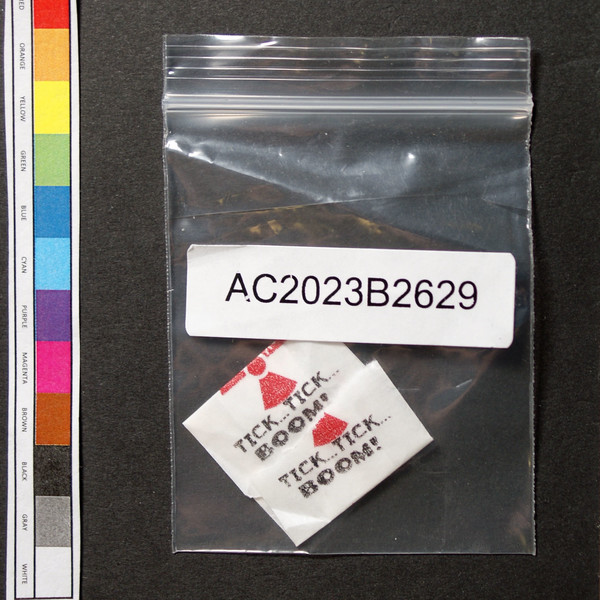 RED
ORANGE
YELLOW
GREEN
BLUE
CYAN
PURPLE
MAGENTA
BROWN
BLACK
GRAY
WHITE
AC2023B2629
TICK...TICK...
BOOM!
TICK...TICK...
BOOM!